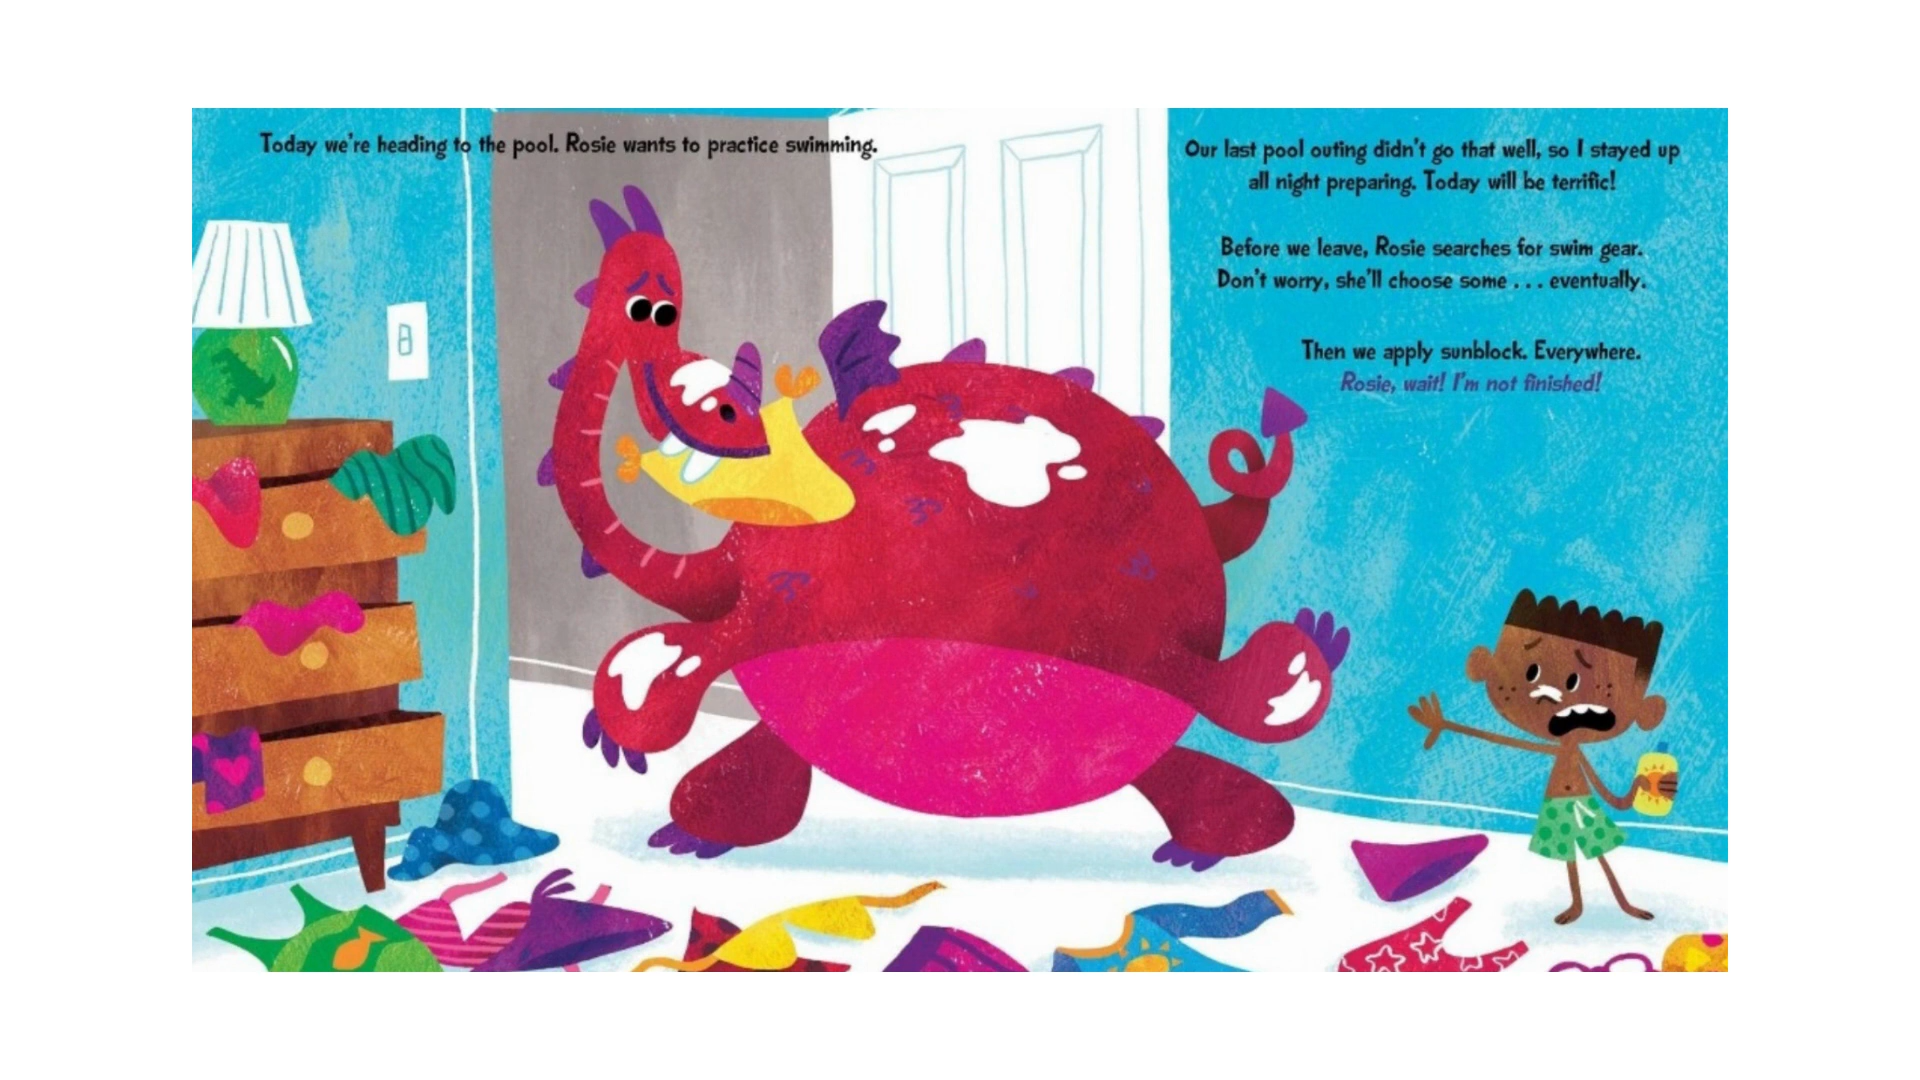 Today we're heading to the pool. Rosie wants to practice swimming.
Our last pool outing didn't go that well, so I stayed up
all night preparing. Today will be terrific!
Before we leave, Rosie searches for swim gear.
Don't worry, she'll choose some . . . eventually.
Then we apply sunblock. Everywhere.
Rosie, wait! I'm not finished!